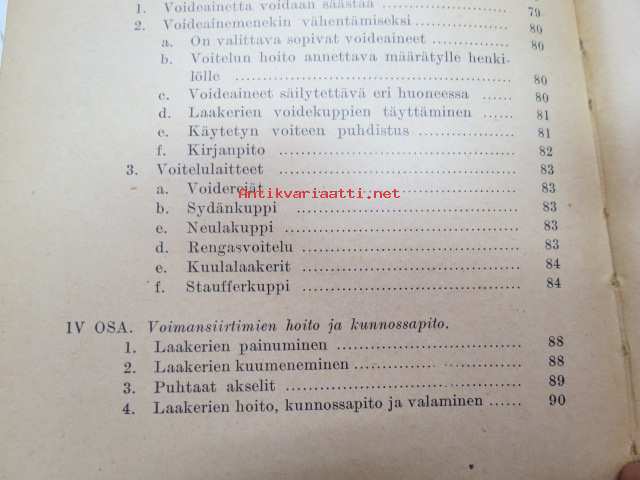 1. Voideainetta voidaan säästää ........ 79
2. Voideainemenekin vähentämiseksi ........ 80
a. On valittava sopivat voideaineet ........ 80
b. Voitelun hoito annettava määrätylle henki-
lölle ........ 80
c. Voideaineet säilytettävä eri huoneessa ...... 80
d. Laakerien voidekuppien täyttäminen ........ 81
e. Käytetyn voiteen puhdistus ........ 81
f. Kirjanpito ........ 82
3. Voitelulaitteet ........ 83
a. Voiderejät ........ 83
Antikvariaatti.net
b. Sydänkuppi ........ 83
c. Neulakuppi ........ 83
d. Rengasvoitelu ........ 83
e. Kuulalaakerit ........ 84
f. Staufferkuppi ........ 84
IV OSA. Voimansiirtimien hoito ja kunnossapito.
1. Laakerien painuminen ........ 88
2. Laakerien kuumeneminen ........ 88
3. Puhtaat akselit ........ 89
4. Laakerien hoito, kunnossapito ja valaminen ...... 90